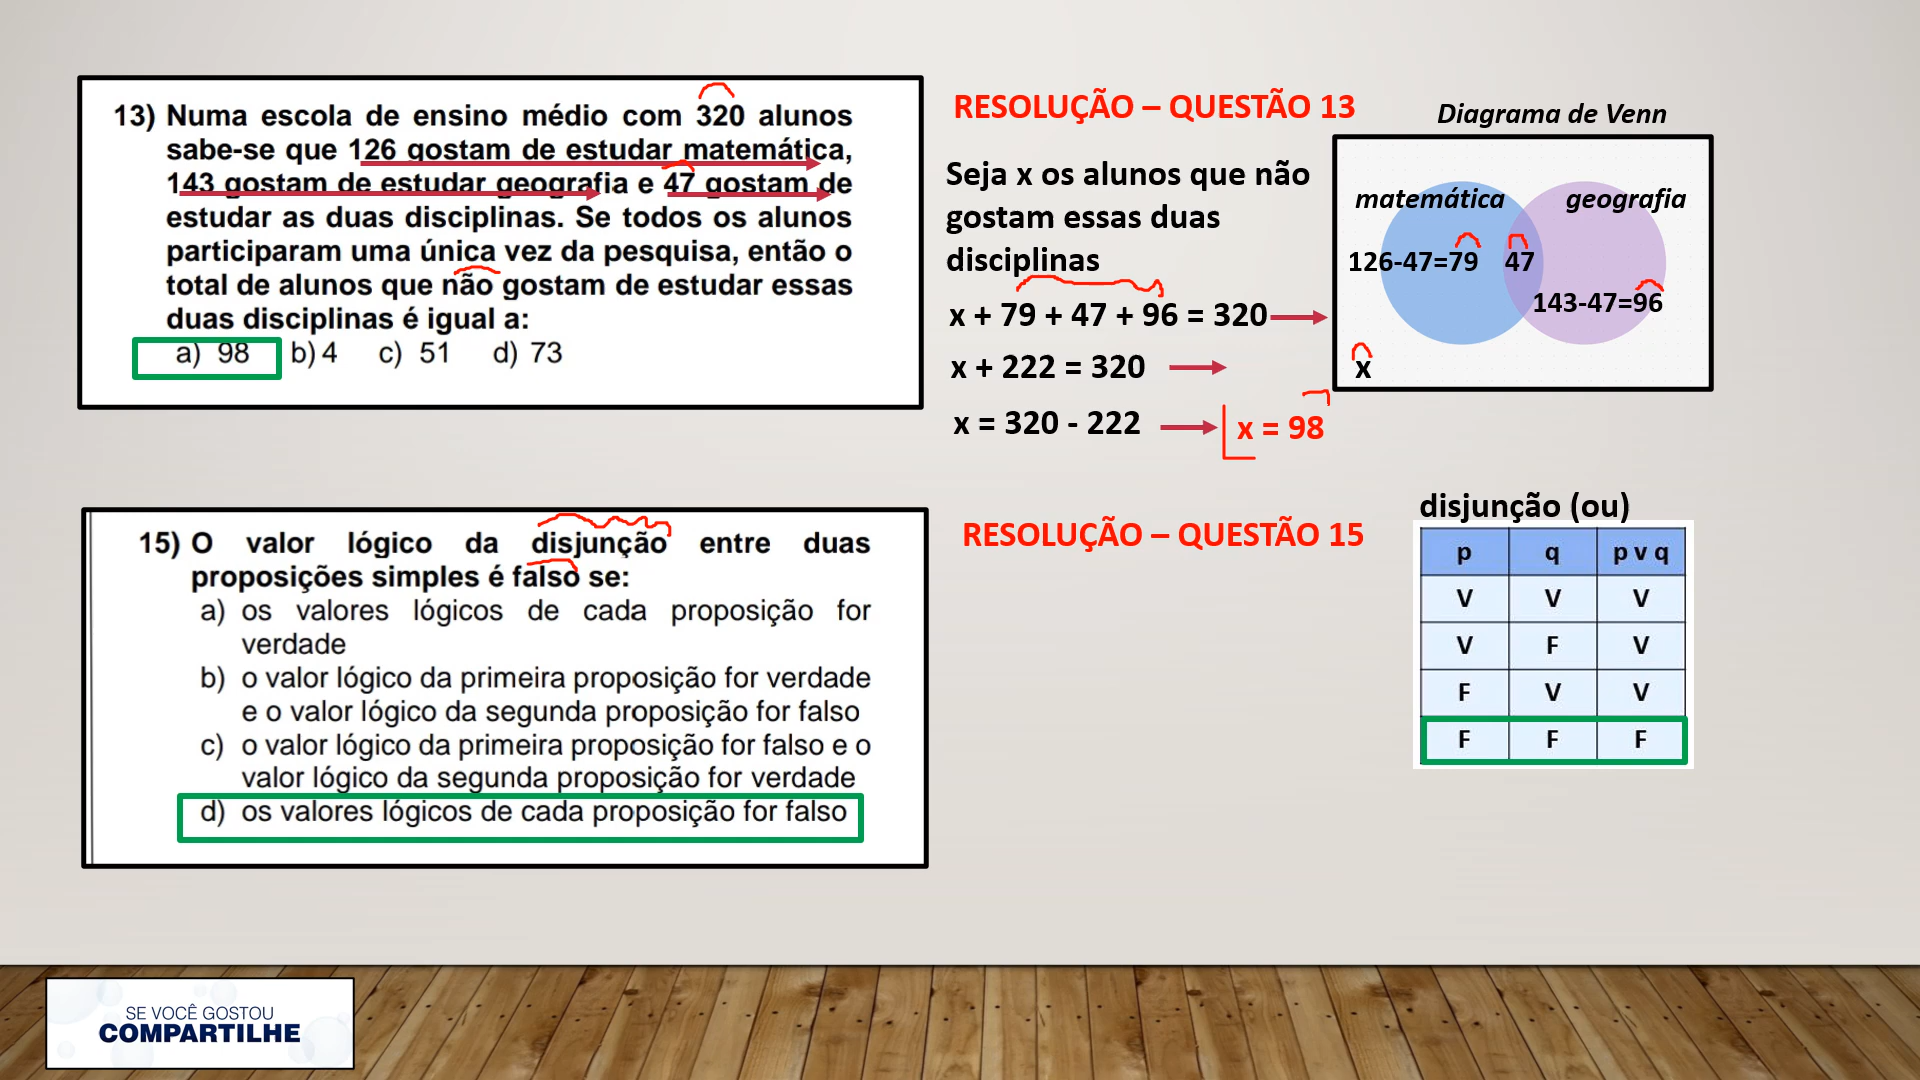 13) Numa escola de ensino médio com 320 alunos
sabe-se que 126 gostam de estudar matemática,
143 gostam de estudar geografia e 47 gostam de
estudar as duas disciplinas. Se todos os alunos
participaram uma única vez da pesquisa, então o
total de alunos que não gostam de estudar essas
duas disciplinas é igual a:
a) 98 b) 4 c) 51 d) 73
RESOLUÇÃO – QUESTÃO 13
Seja x os alunos que não
gostam essas duas
disciplinas
x + 79 + 47 + 96 = 320
x + 222 = 320
x = 320 - 222
x = 98
Diagrama de Venn
matemática geografia
126-47=79 47
143-47=96
x
15) O valor lógico da disjunção entre duas
proposições simples é falso se:
a) os valores lógicos de cada proposição for
verdade
b) o valor lógico da primeira proposição for verdade
e o valor lógico da segunda proposição for falso
c) o valor lógico da primeira proposição for falso e o
valor lógico da segunda proposição for verdade
d) os valores lógicos de cada proposição for falso
RESOLUÇÃO – QUESTÃO 15
disjunção (ou)
p q p v q
V V V
V F V
F V V
F F F
SE VOCÊ GOSTOU
COMPARTILHE